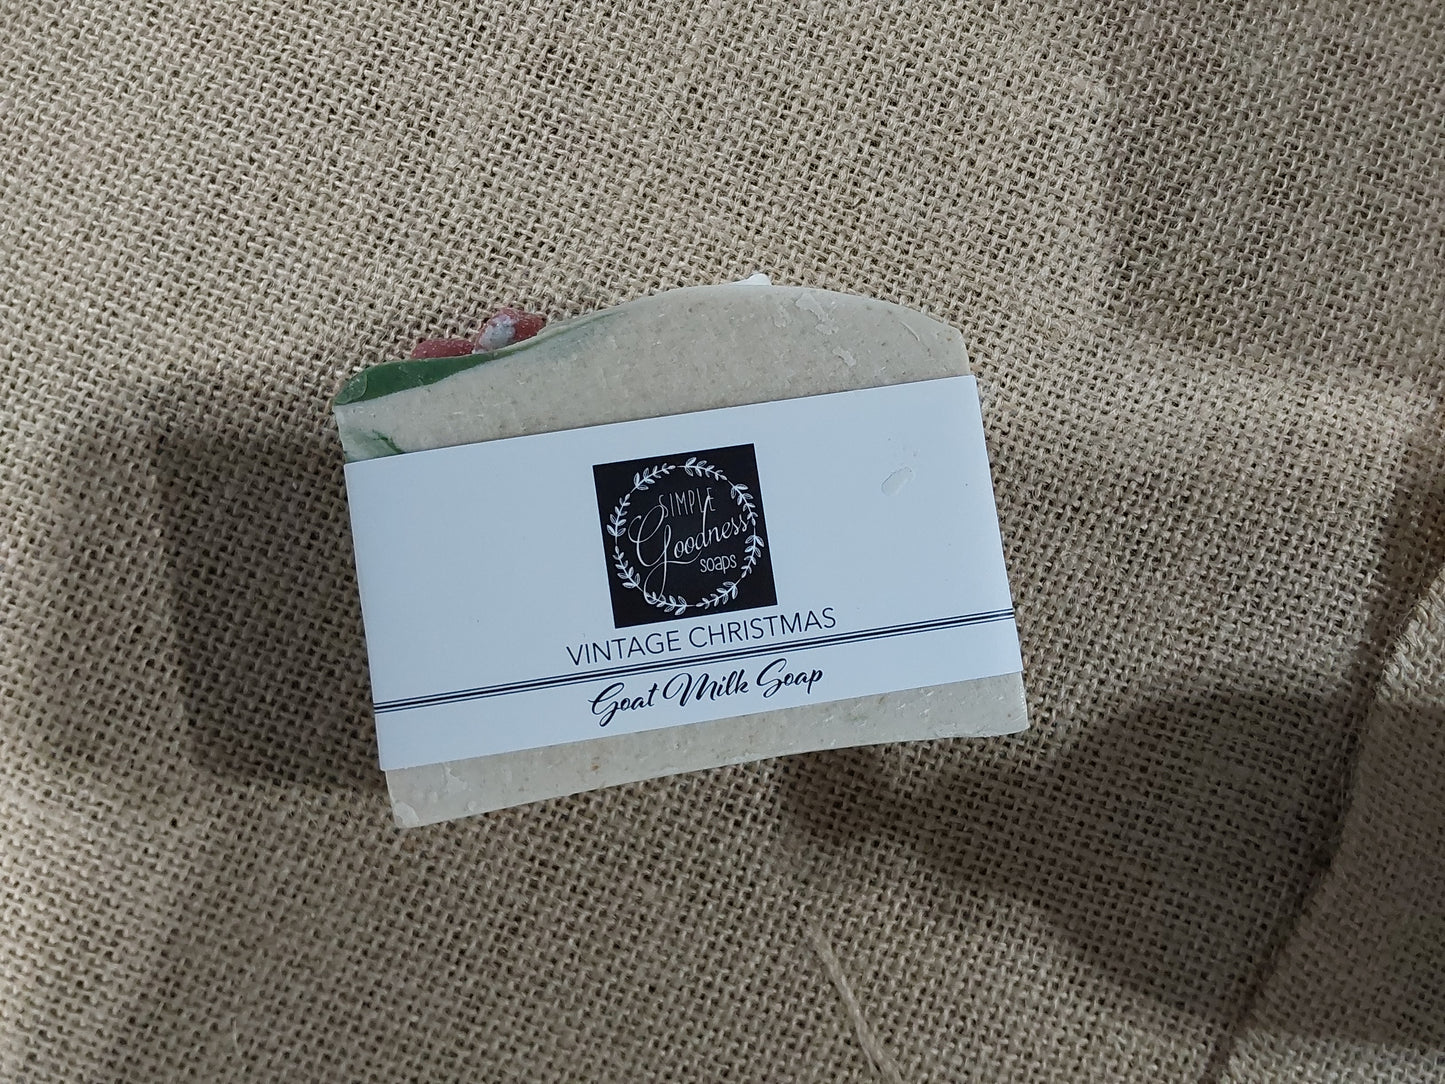 SIMPLE
Goodness
soaps
VINTAGE CHRISTMAS
Goat Milk Soap